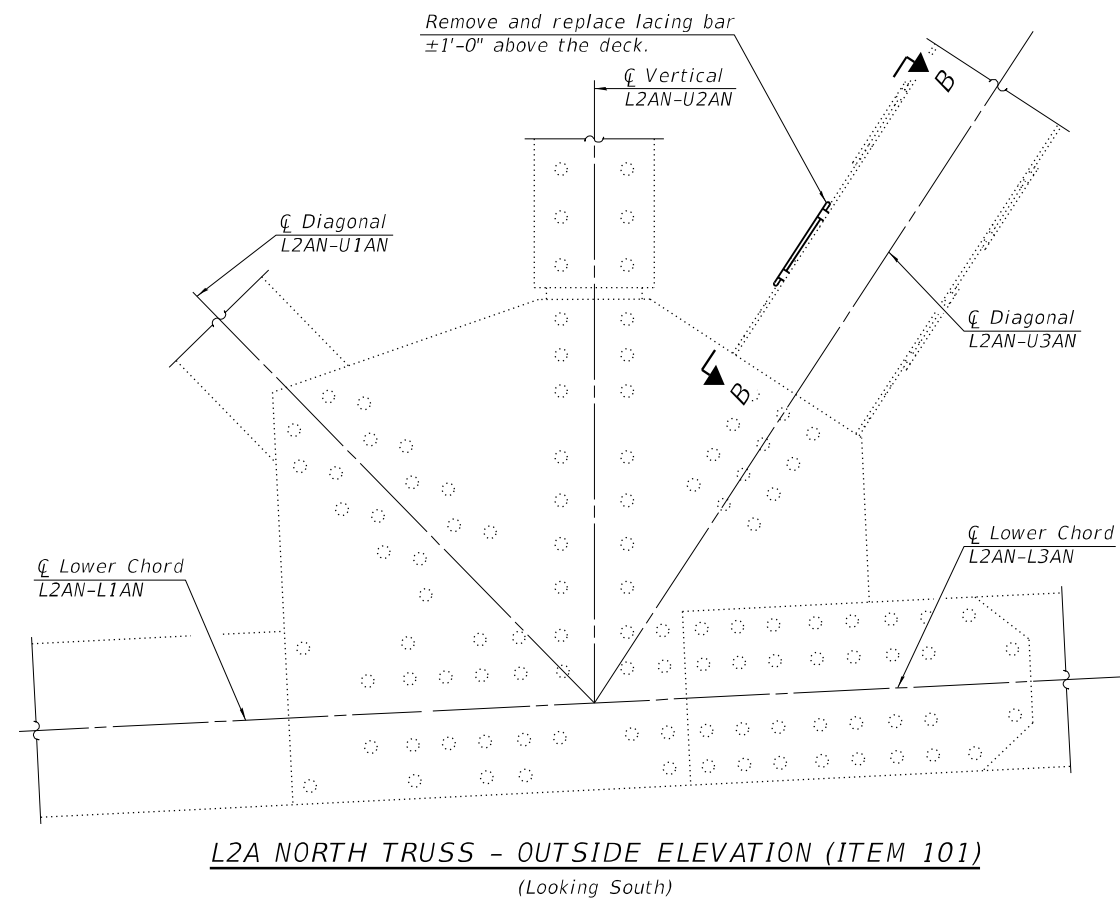 Remove and replace lacing bar
±1'-0" above the deck.
℄ Vertical
L2AN-U2AN
B
℄ Diagonal
L2AN-U1AN
℄ Diagonal
L2AN-U3AN
B
℄ Lower Chord
L2AN-L3AN
℄ Lower Chord
L2AN-L1AN
L2A NORTH TRUSS - OUTSIDE ELEVATION (ITEM 101)
(Looking South)